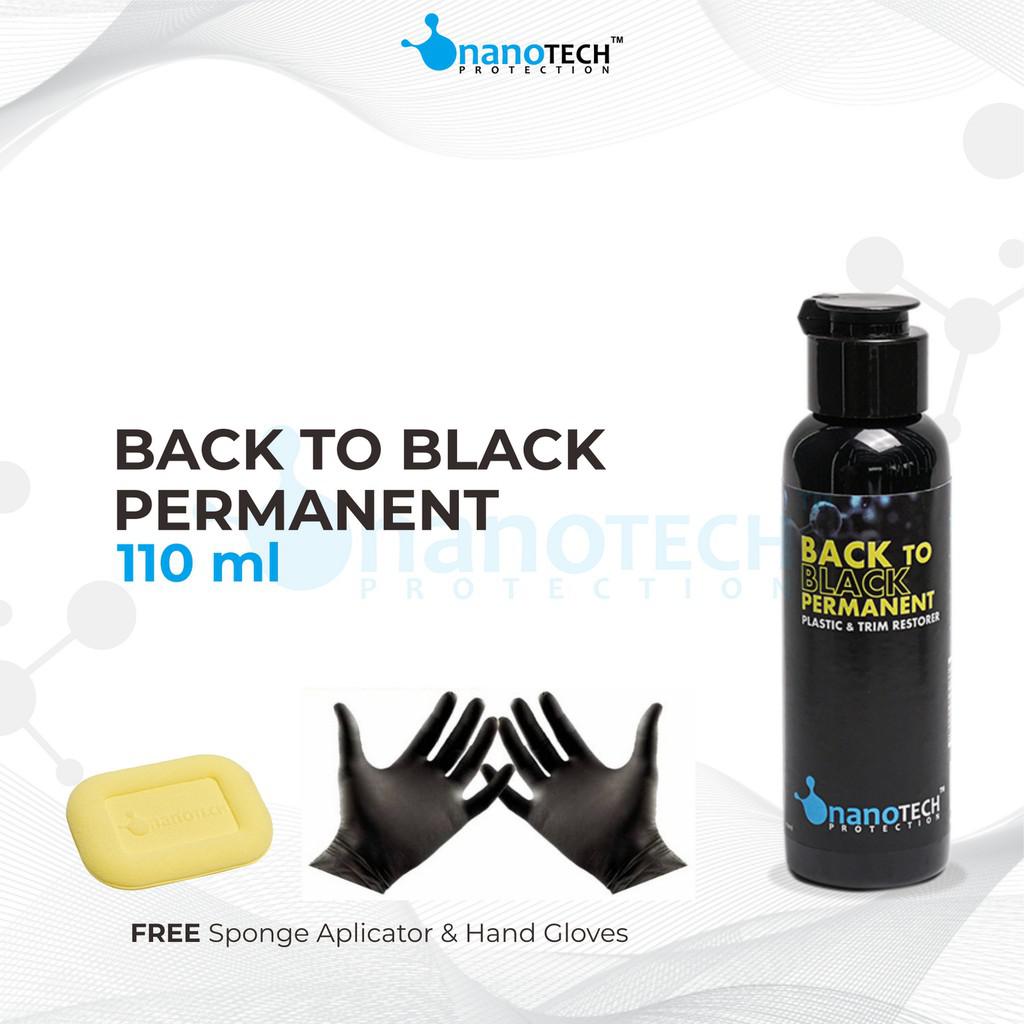 nanoTECH™
PROTECTION
BACK TO BLACK
PERMANENT
110 ml
nanoTECH
PROTECTION
BACK TO
BLACK
PERMANENT
PLASTIC & TRIM RESTORER
nanoTECH™
PROTECTION
nanoTECH
FREE Sponge Aplicator & Hand Gloves